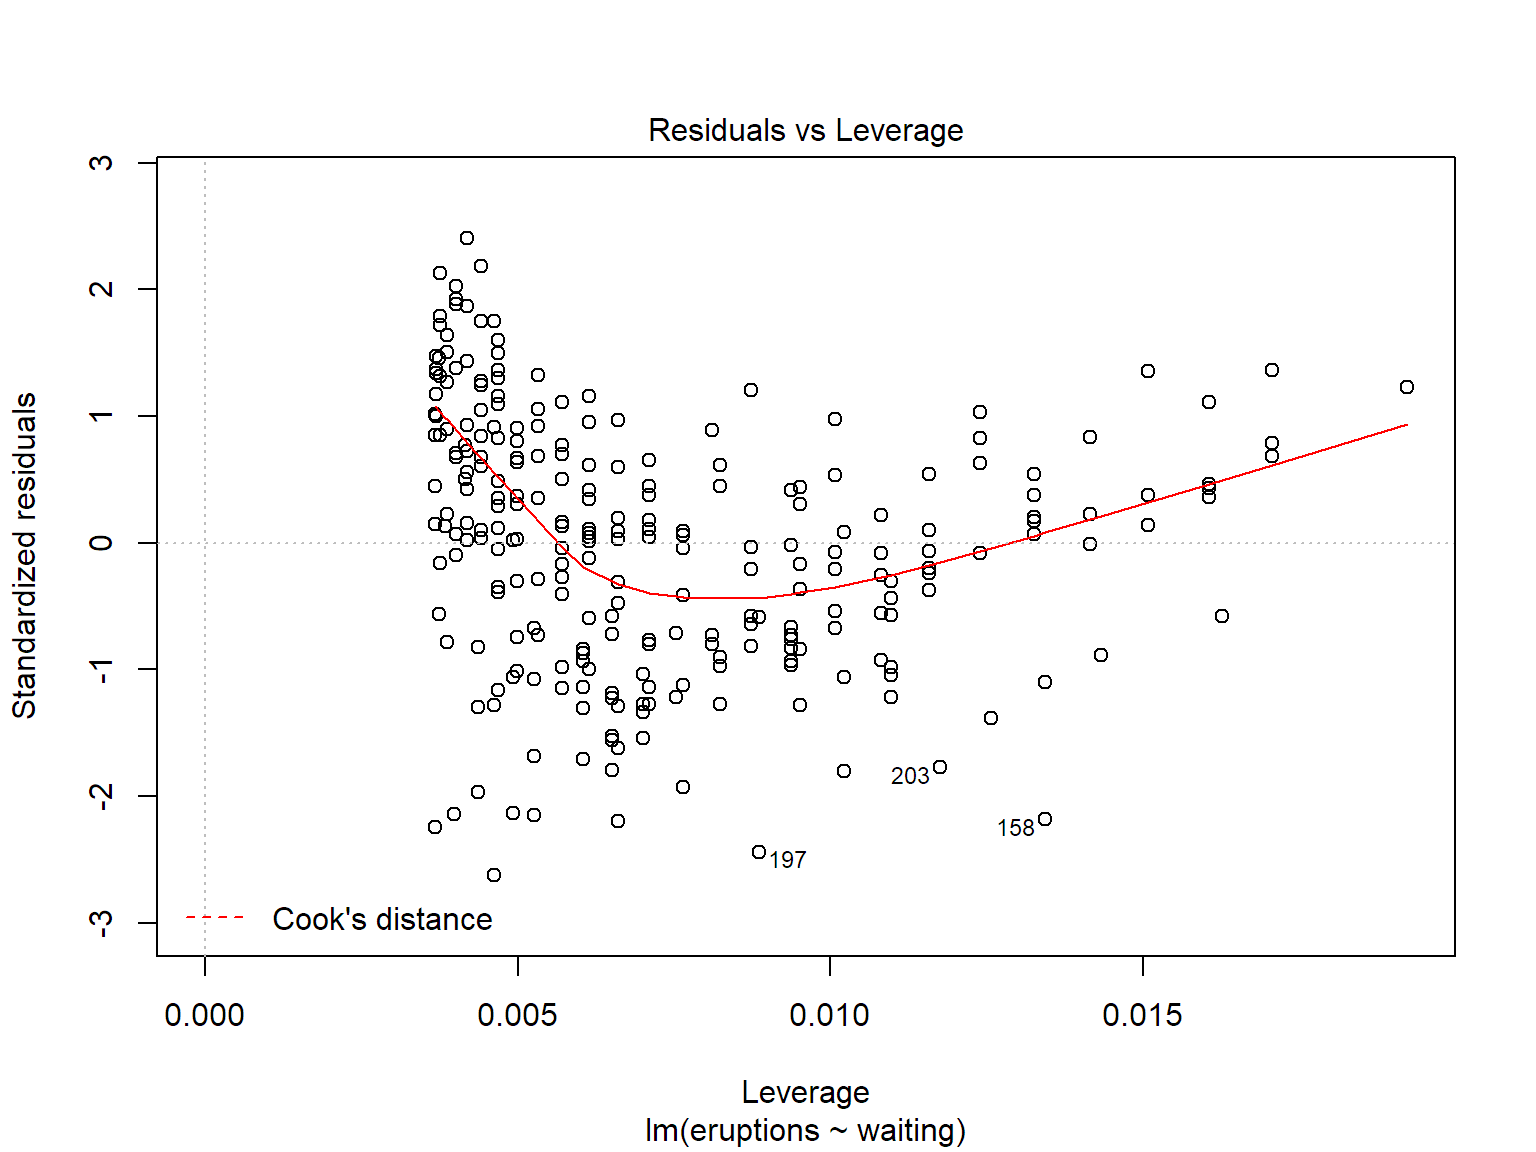 Residuals vs Leverage
Standardized residuals
3
2
1
0
-1
-2
-3
203
158
197
Cook's distance
0.000 0.005 0.010 0.015
Leverage
lm(eruptions ~ waiting)